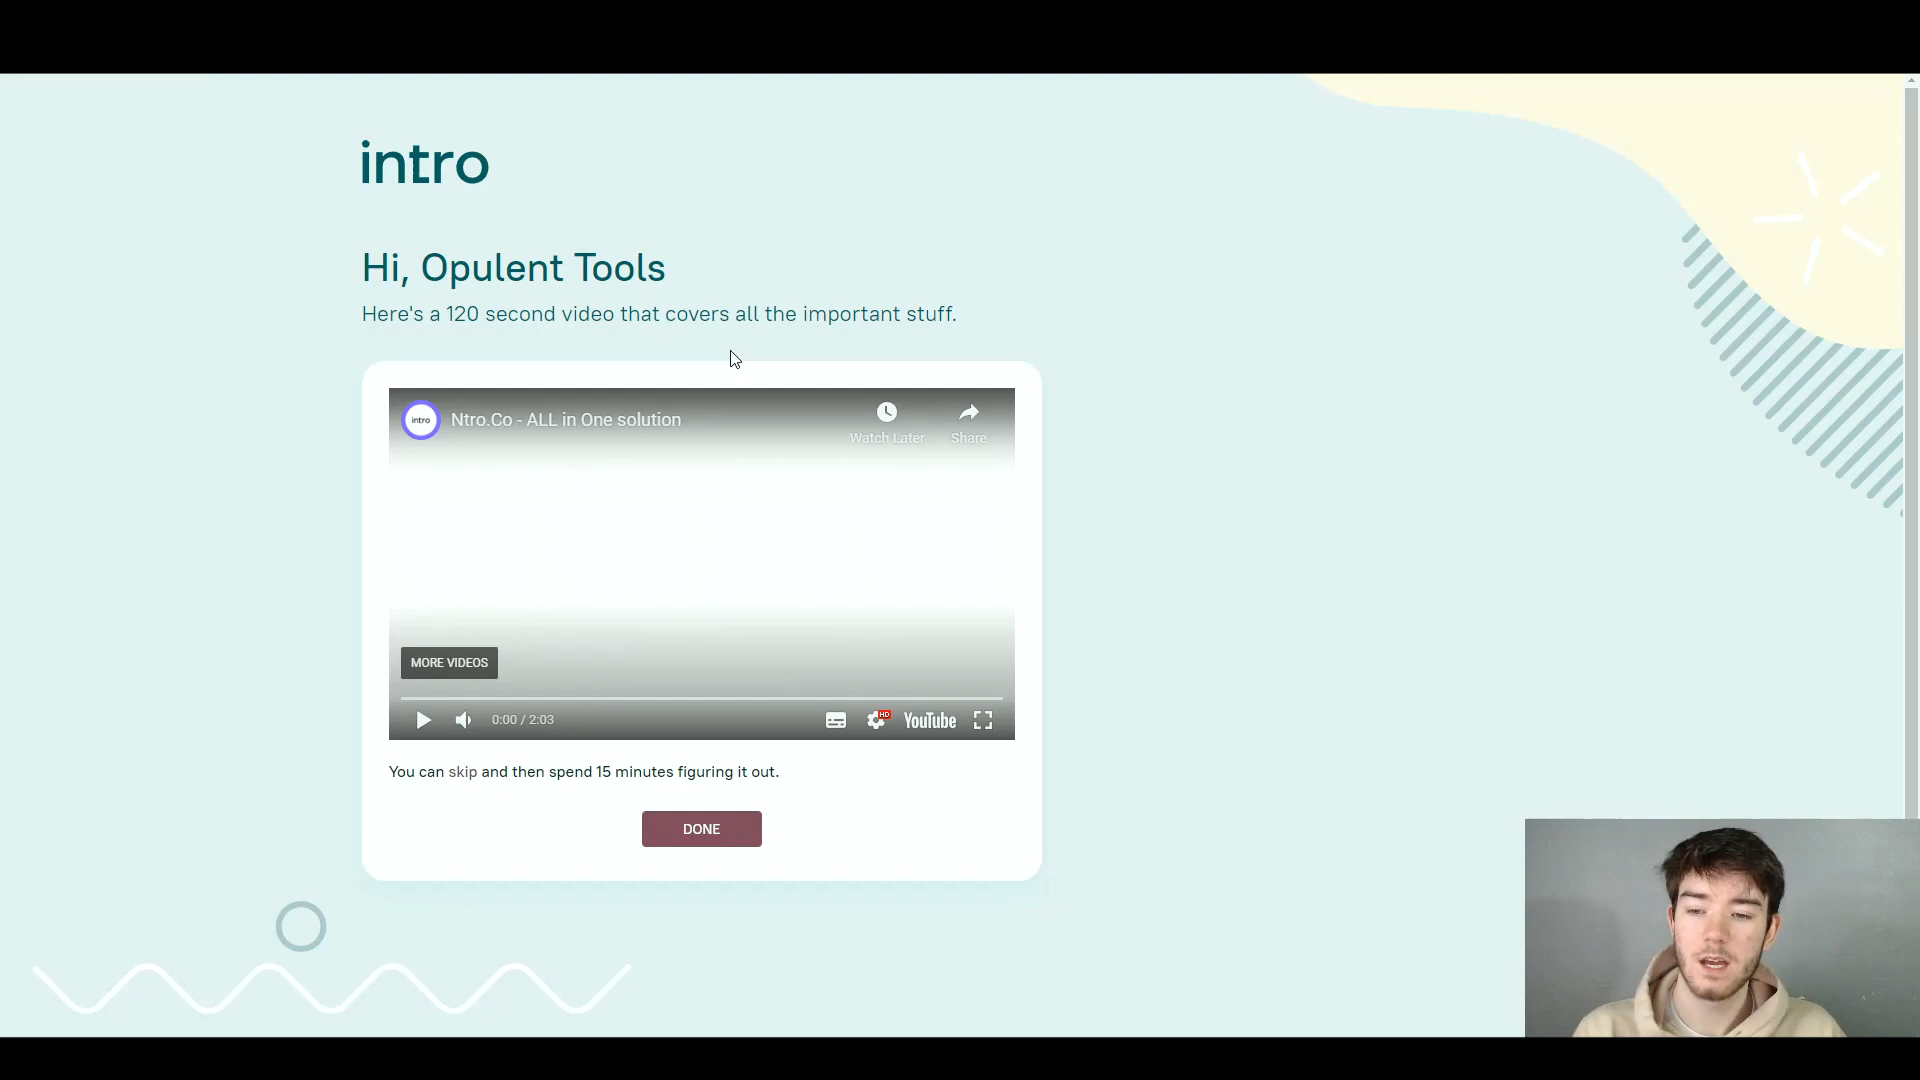 intro
Hi, Opulent Tools
Here's a 120 second video that covers all the important stuff.
intro
Ntro.Co - ALL in One solution
Watch Later
Share
MORE VIDEOS
0:00 / 2:03
HD
YouTube
You can skip and then spend 15 minutes figuring it out.
DONE